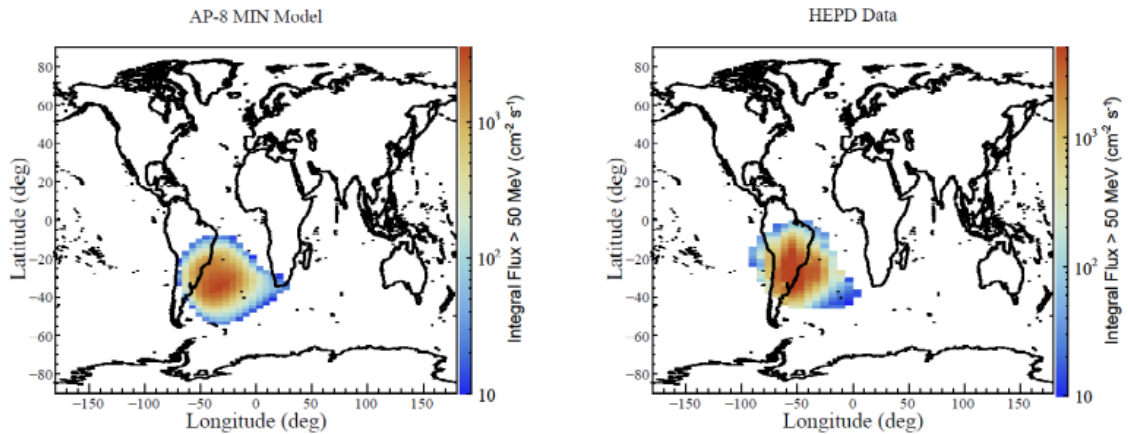 AP-8 MIN Model
80
60
40
20
0
−20
−40
−60
−80
Latitude (deg)
−150 −100 −50 0 50 100 150
Longitude (deg)
10³
10²
10
Integral Flux > 50 MeV (cm⁻² s⁻¹)
HEPD Data
80
60
40
20
0
−20
−40
−60
−80
Latitude (deg)
−150 −100 −50 0 50 100 150
Longitude (deg)
10³
10²
10
Integral Flux > 50 MeV (cm⁻² s⁻¹)